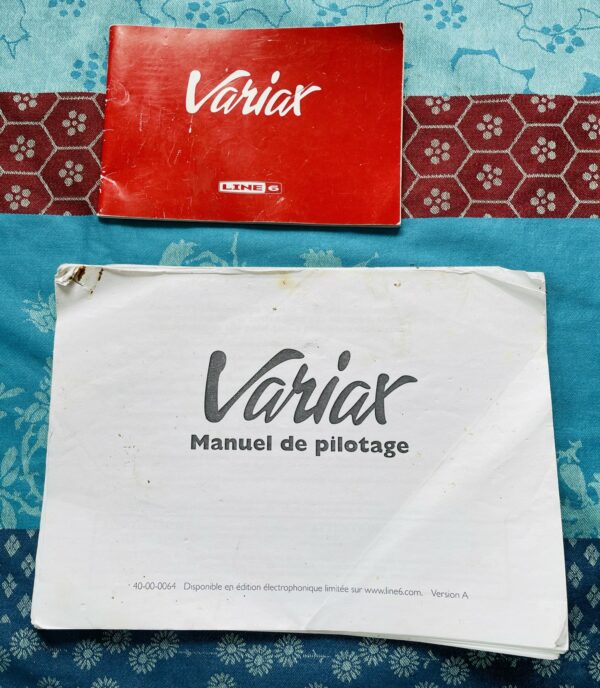 Variax
LINE 6
Variax
Manuel de pilotage
40-00-0064 Disponible en édition électrophonique limitée sur www.line6.com. Version A